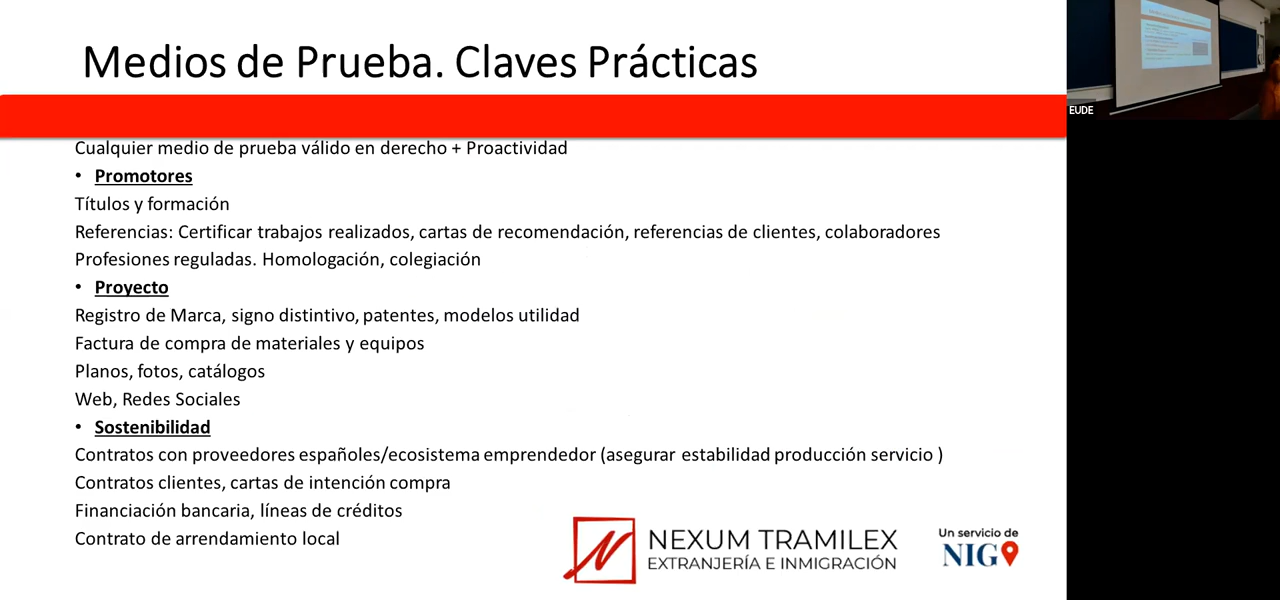 Medios de Prueba. Claves Prácticas
Cualquier medio de prueba válido en derecho + Proactividad
• Promotores
Títulos y formación
Referencias: Certificar trabajos realizados, cartas de recomendación, referencias de clientes, colaboradores
Profesiones reguladas. Homologación, colegiación
• Proyecto
Registro de Marca, signo distintivo, patentes, modelos utilidad
Factura de compra de materiales y equipos
Planos, fotos, catálogos
Web, Redes Sociales
• Sostenibilidad
Contratos con proveedores españoles/ecosistema emprendedor (asegurar estabilidad producción servicio )
Contratos clientes, cartas de intención compra
Financiación bancaria, líneas de créditos
Contrato de arrendamiento local
NEXUM TRAMILEX
EXTRANJERÍA E INMIGRACIÓN
Un servicio de
NIG
EUDE